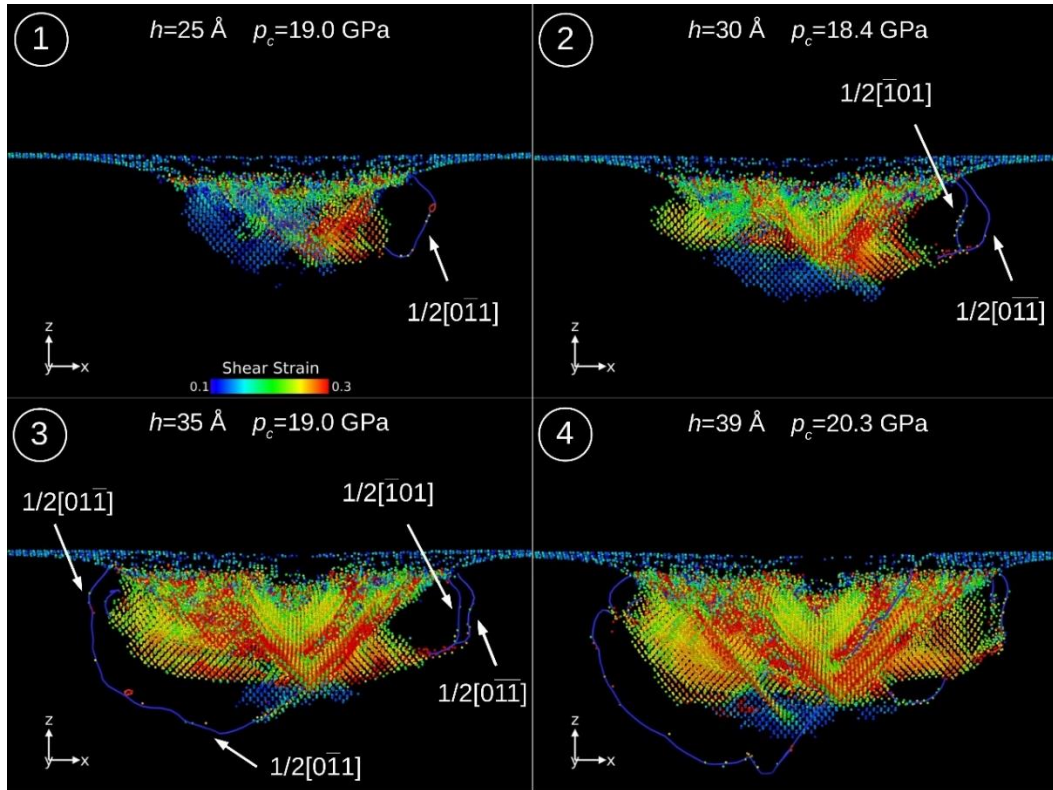 1
h=25 Å p_c=19.0 GPa
1/2[01̄1]
z
y x
Shear Strain
0.1 0.3
2
h=30 Å p_c=18.4 GPa
1/2[1̄01]
1/2[01̄1̄]
z
y x
3
h=35 Å p_c=19.0 GPa
1/2[011̄]
1/2[1̄01]
1/2[01̄1̄]
1/2[01̄1]
z
y x
4
h=39 Å p_c=20.3 GPa
z
y x